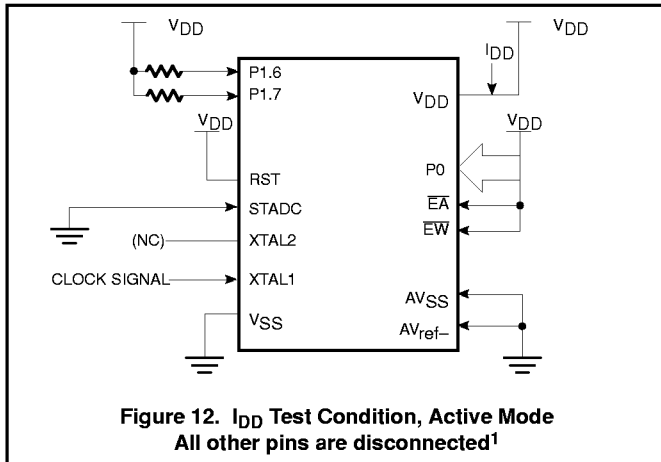 VDD
VDD
IDD
P1.6
P1.7
VDD
VDD
VDD
P0
RST
EA
STADC
EW
(NC)
XTAL2
CLOCK SIGNAL
XTAL1
AVSS
VSS
AVref–
Figure 12. IDD Test Condition, Active Mode
All other pins are disconnected1